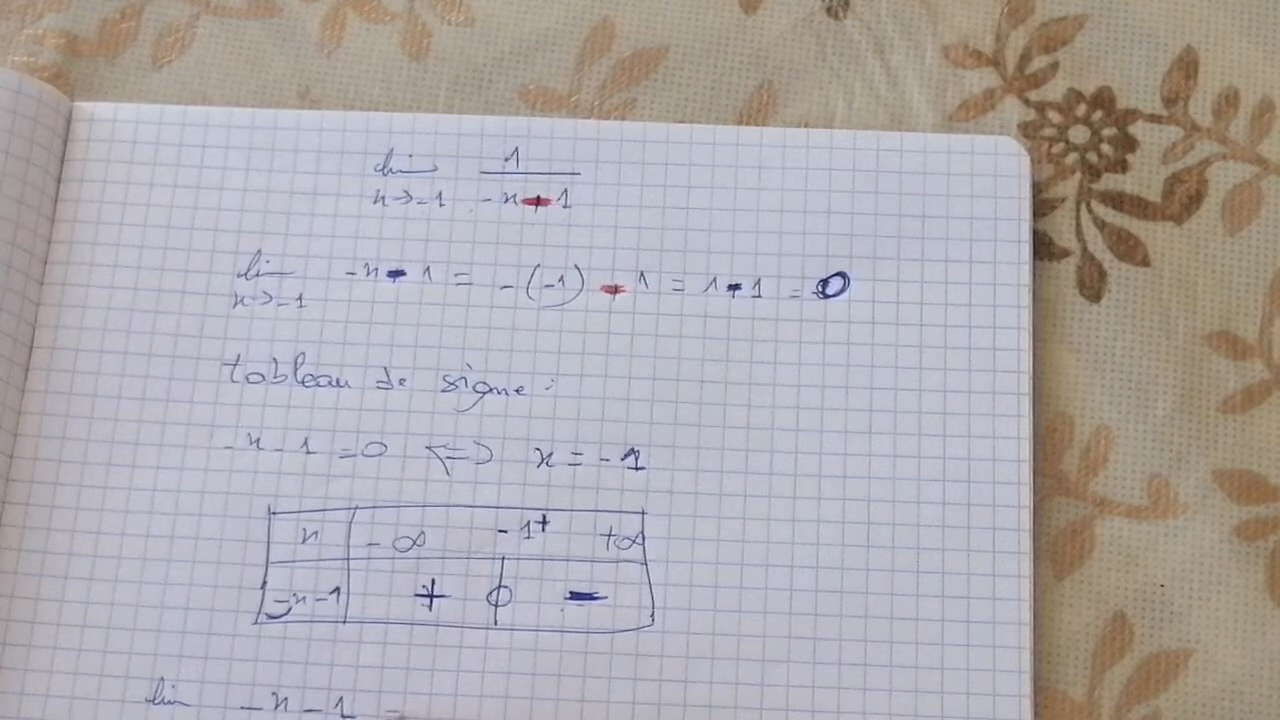 lim 1
x→-1 -x-1
lim -x-1 = -(-1) - 1 = 1-1 = 0
x→-1
tableau de signe :
-x-1 = 0 <=> x = -1
x -∞ -1⁺ +∞
-x-1 + 0 -
lim -x-1 =